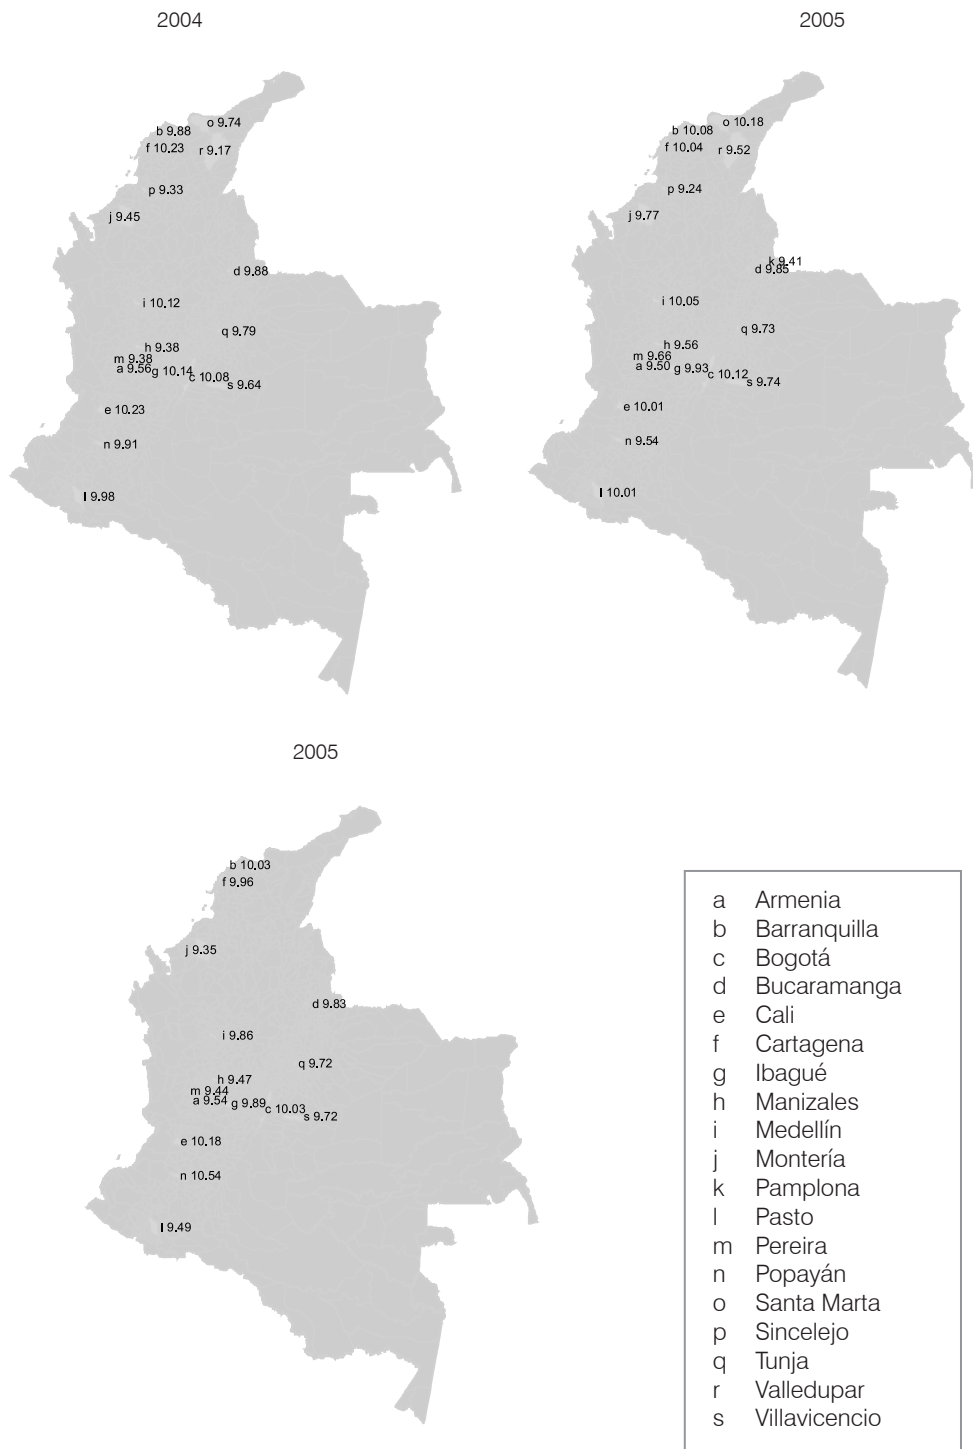 2004
2005
o 9.74
b 9.88
f 10.23
r 9.17
p 9.33
j 9.45
d 9.88
i 10.12
q 9.79
h 9.38
m 9.38
a 9.56
g 10.14
c 10.08
s 9.64
e 10.23
n 9.91
l 9.98
o 10.18
b 10.08
f 10.04
r 9.52
p 9.24
j 9.77
k 9.41
d 9.85
i 10.05
q 9.73
h 9.56
m 9.66
a 9.50
g 9.93
c 10.12
s 9.74
e 10.01
n 9.54
l 10.01
2005
b 10.03
f 9.96
j 9.35
d 9.83
i 9.86
q 9.72
h 9.47
m 9.44
a 9.54
g 9.89
c 10.03
s 9.72
e 10.18
n 10.54
l 9.49
a Armenia
b Barranquilla
c Bogotá
d Bucaramanga
e Cali
f Cartagena
g Ibagué
h Manizales
i Medellín
j Montería
k Pamplona
l Pasto
m Pereira
n Popayán
o Santa Marta
p Sincelejo
q Tunja
r Valledupar
s Villavicencio